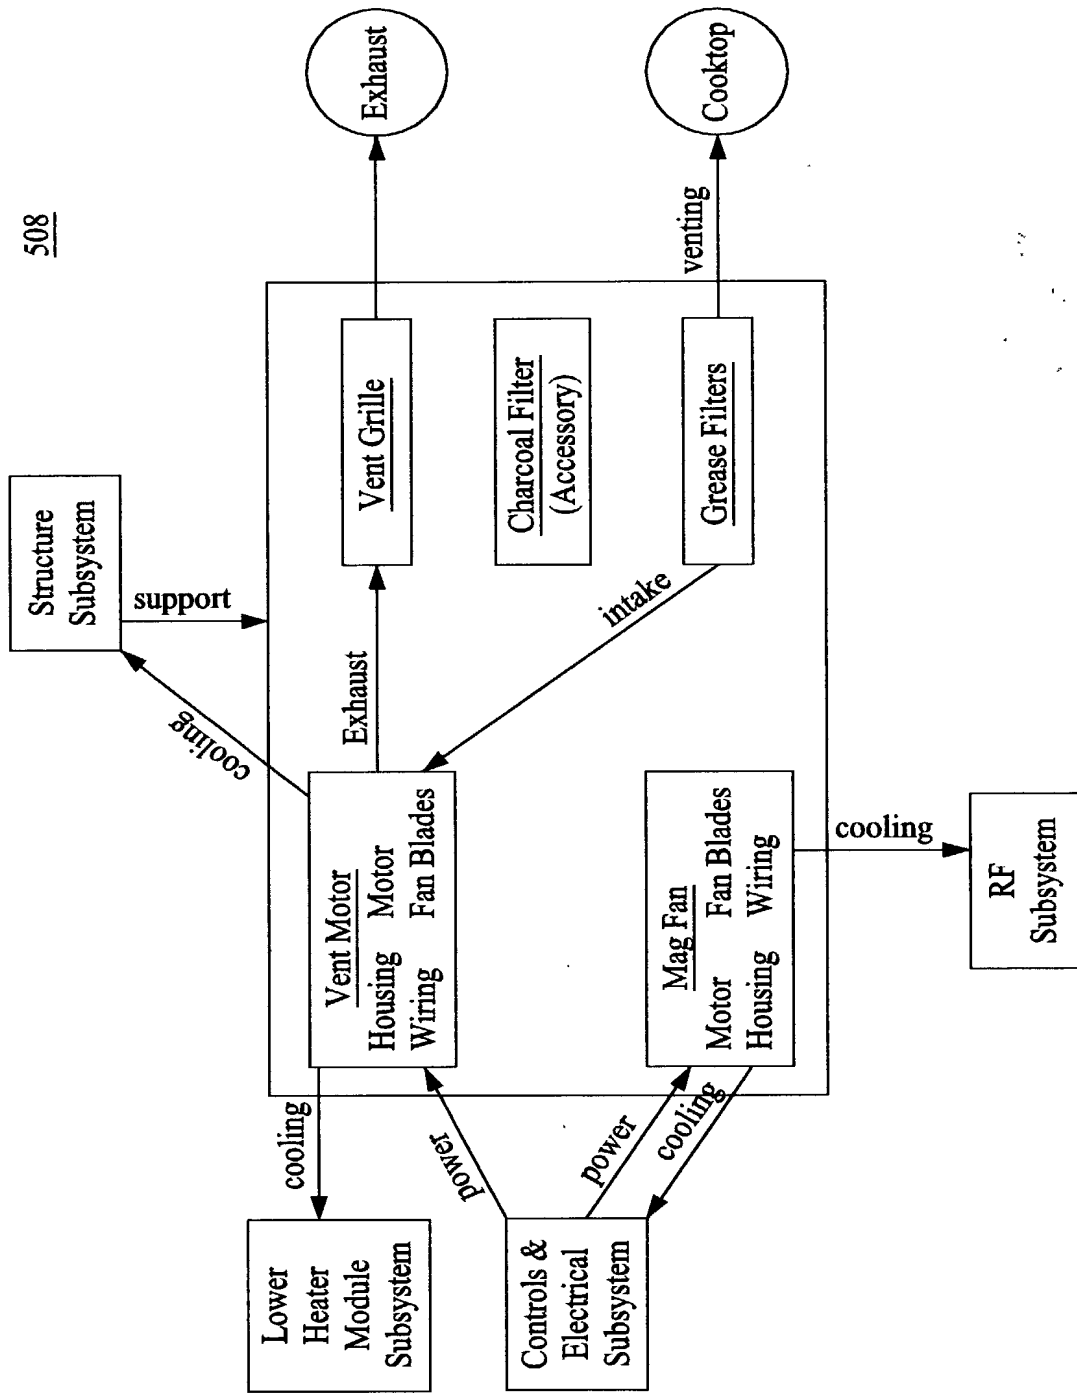 508
Structure
Subsystem
support
cooling
Exhaust
Cooktop
venting
Vent Grille
Charcoal Filter
(Accessory)
Grease Filters
Exhaust
intake
Vent Motor
Housing Motor
Wiring Fan Blades
Mag Fan
Motor Fan Blades
Housing Wiring
cooling
RF
Subsystem
cooling
power
power
cooling
Lower
Heater
Module
Subsystem
Controls &
Electrical
Subsystem